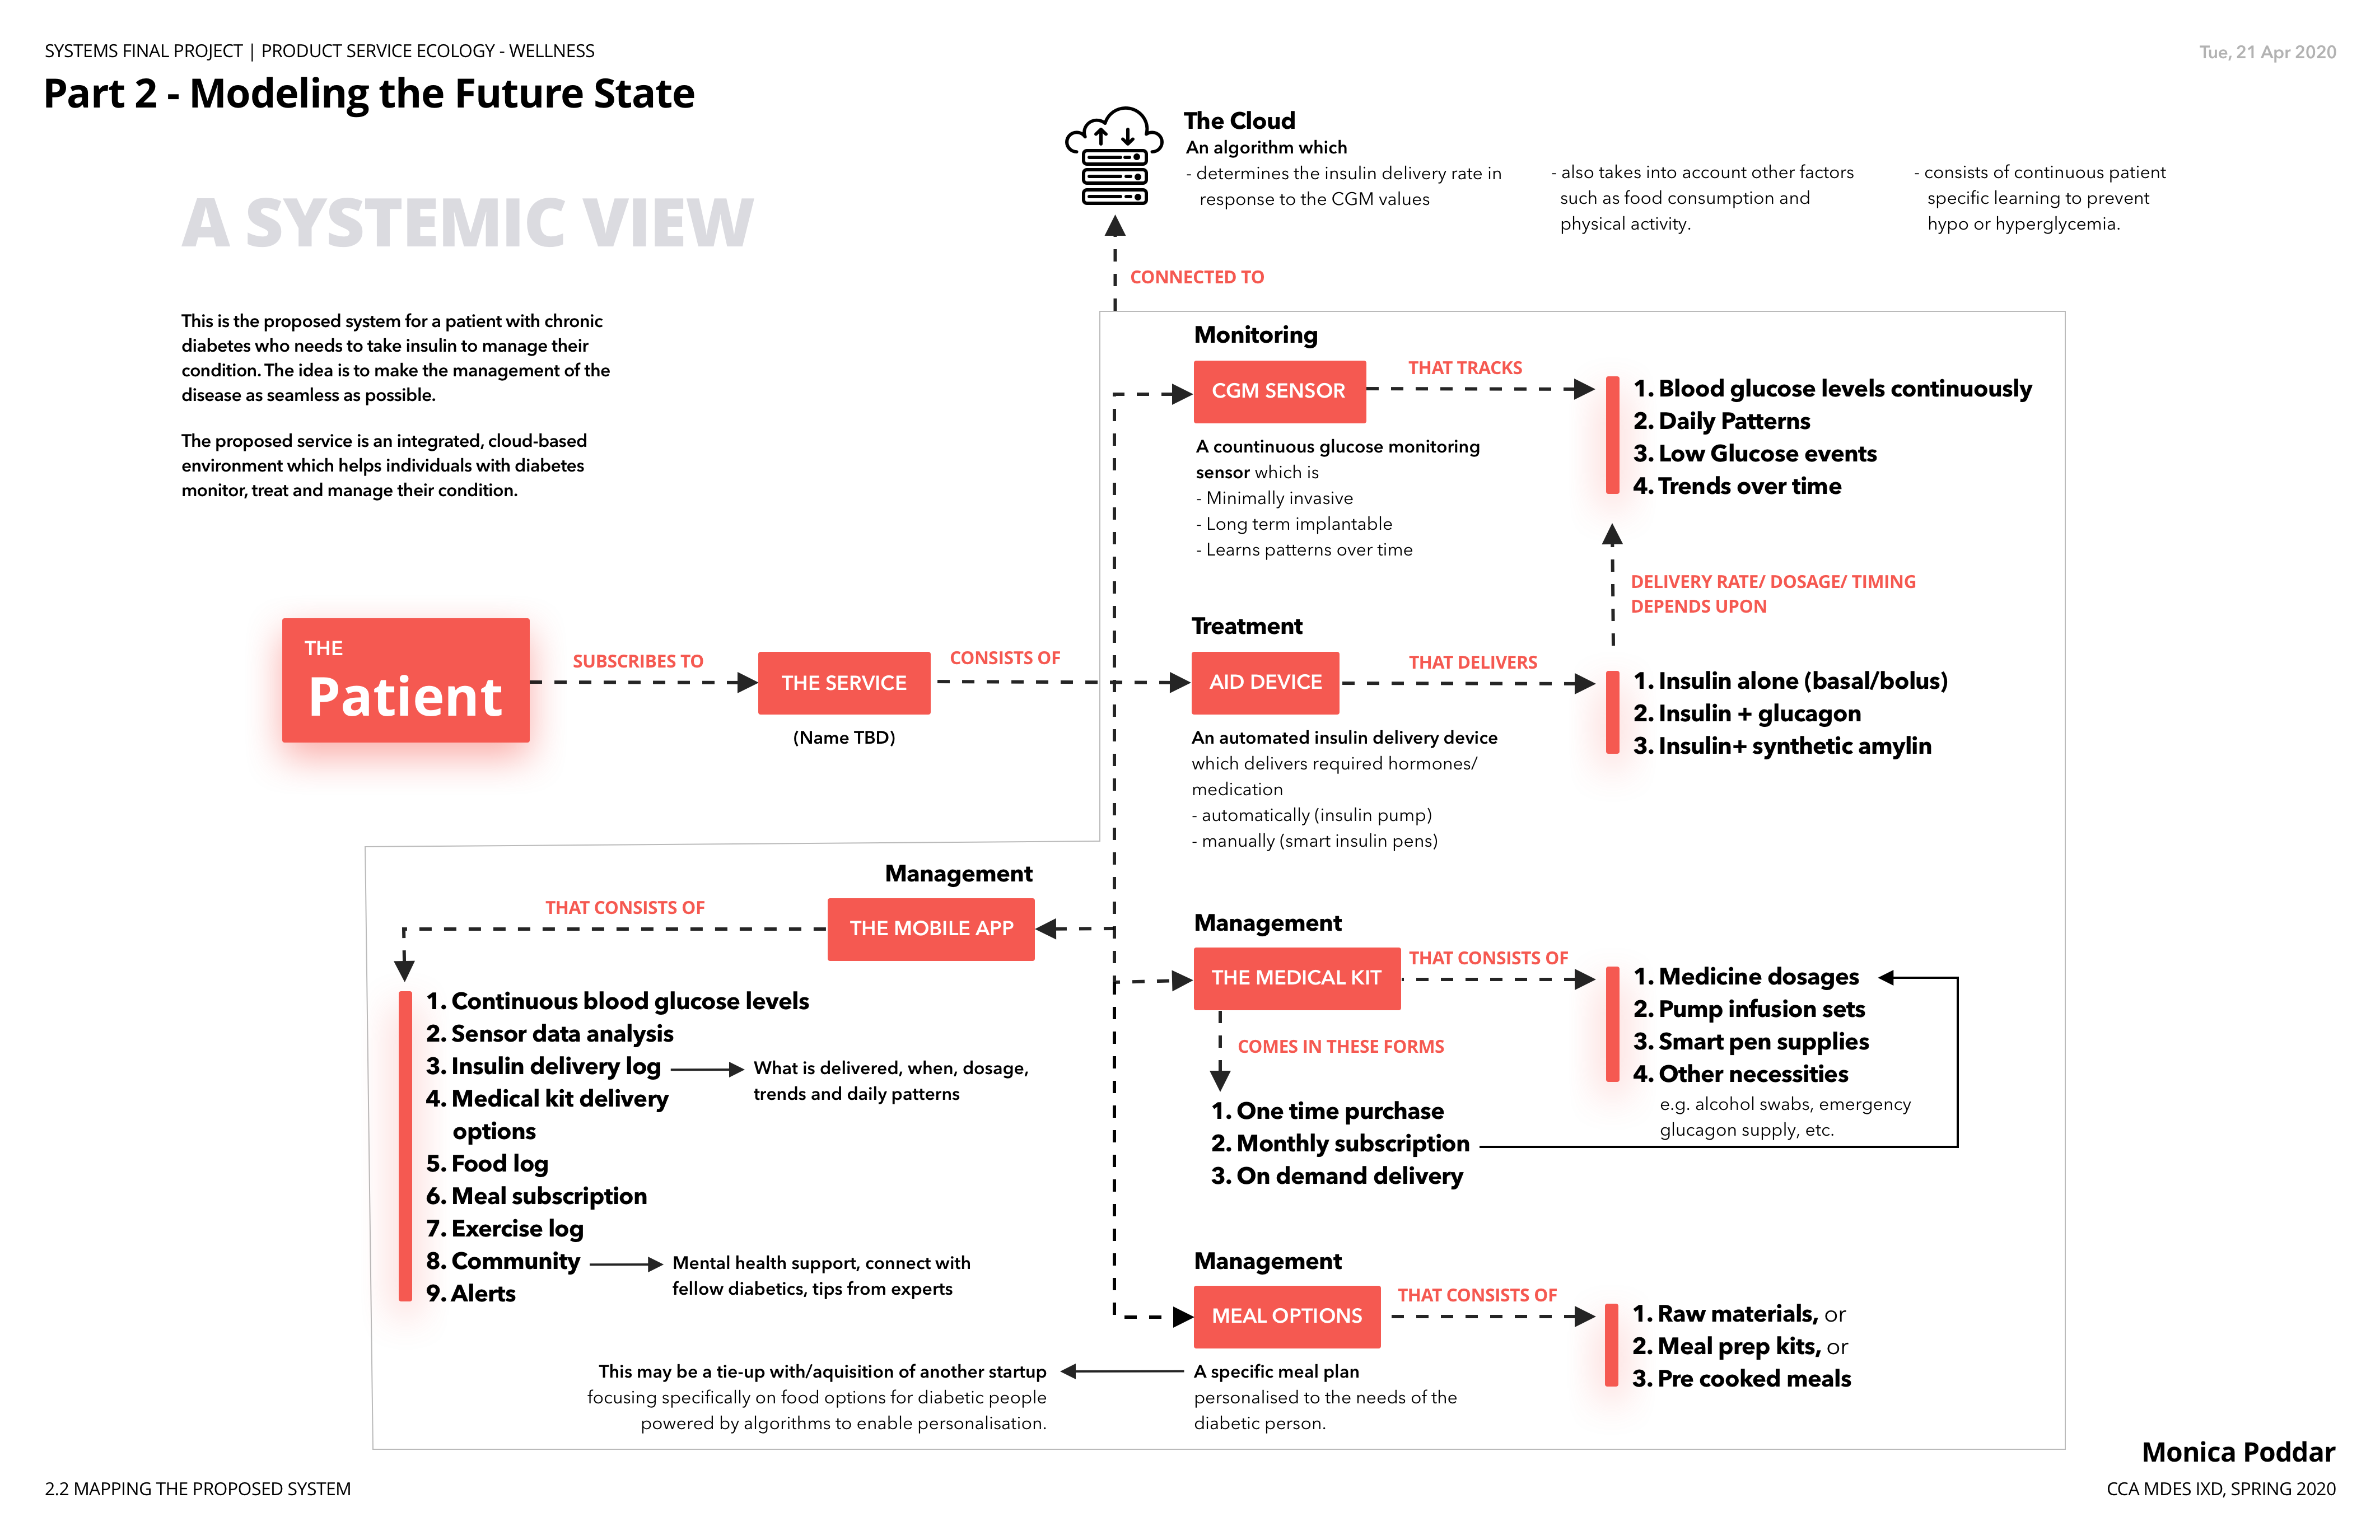 SYSTEMS FINAL PROJECT | PRODUCT SERVICE ECOLOGY - WELLNESS
Tue, 21 Apr 2020
Part 2 - Modeling the Future State
A SYSTEMIC VIEW
This is the proposed system for a patient with chronic
diabetes who needs to take insulin to manage their
condition. The idea is to make the management of the
disease as seamless as possible.
The proposed service is an integrated, cloud-based
environment which helps individuals with diabetes
monitor, treat and manage their condition.
The Cloud
An algorithm which
- determines the insulin delivery rate in
response to the CGM values
- also takes into account other factors
such as food consumption and
physical activity.
- consists of continuous patient
specific learning to prevent
hypo or hyperglycemia.
CONNECTED TO
THE
Patient
SUBSCRIBES TO
THE SERVICE
(Name TBD)
CONSISTS OF
Monitoring
CGM SENSOR
THAT TRACKS
1. Blood glucose levels continuously
2. Daily Patterns
3. Low Glucose events
4. Trends over time
A countinuous glucose monitoring
sensor which is
- Minimally invasive
- Long term implantable
- Learns patterns over time
DELIVERY RATE/ DOSAGE/ TIMING
DEPENDS UPON
Treatment
AID DEVICE
THAT DELIVERS
1. Insulin alone (basal/bolus)
2. Insulin + glucagon
3. Insulin+ synthetic amylin
An automated insulin delivery device
which delivers required hormones/
medication
- automatically (insulin pump)
- manually (smart insulin pens)
Management
THE MOBILE APP
THAT CONSISTS OF
1. Continuous blood glucose levels
2. Sensor data analysis
3. Insulin delivery log
What is delivered, when, dosage,
trends and daily patterns
4. Medical kit delivery
options
5. Food log
6. Meal subscription
7. Exercise log
8. Community
Mental health support, connect with
fellow diabetics, tips from experts
9. Alerts
Management
THE MEDICAL KIT
THAT CONSISTS OF
1. Medicine dosages
2. Pump infusion sets
3. Smart pen supplies
4. Other necessities
e.g. alcohol swabs, emergency
glucagon supply, etc.
COMES IN THESE FORMS
1. One time purchase
2. Monthly subscription
3. On demand delivery
Management
MEAL OPTIONS
THAT CONSISTS OF
1. Raw materials, or
2. Meal prep kits, or
3. Pre cooked meals
A specific meal plan
personalised to the needs of the
diabetic person.
This may be a tie-up with/aquisition of another startup
focusing specifically on food options for diabetic people
powered by algorithms to enable personalisation.
Monica Poddar
2.2 MAPPING THE PROPOSED SYSTEM
CCA MDES IXD, SPRING 2020